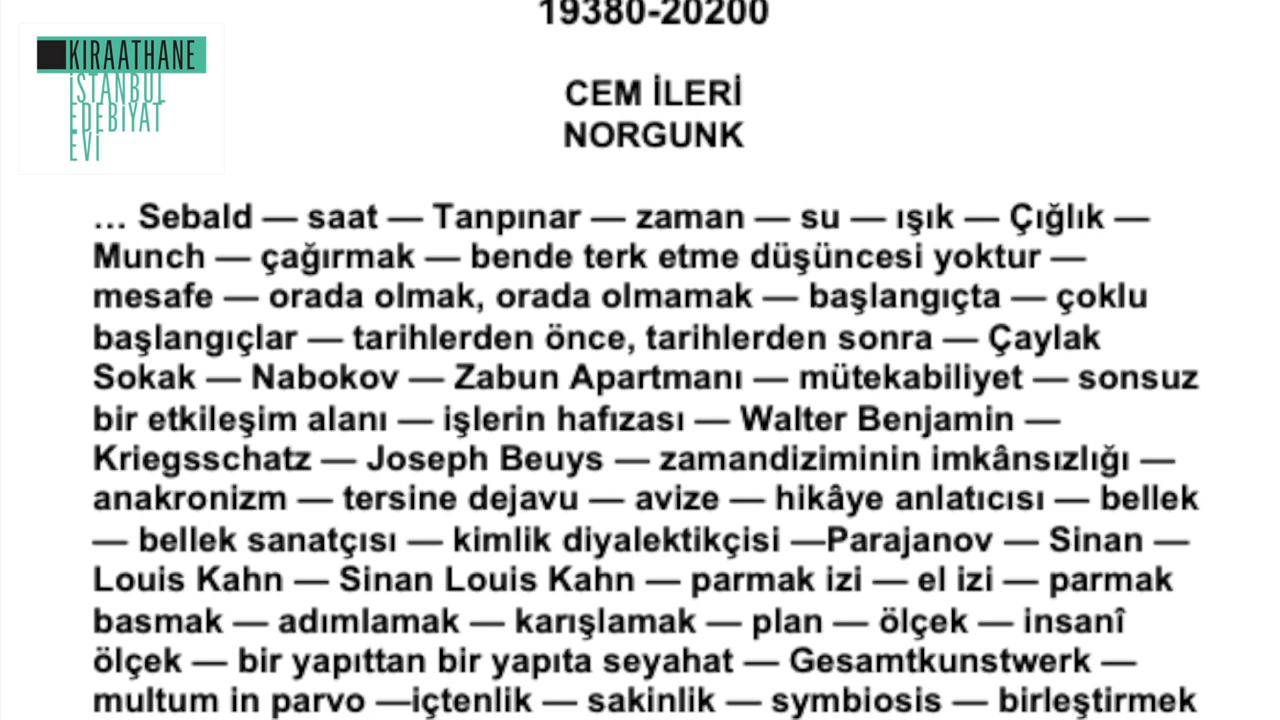 19380-20200
KIRAATHANE
İSTANBUL
EDEBİYAT
EVİ
CEM İLERİ
NORGUNK
… Sebald — saat — Tanpınar — zaman — su — ışık — Çığlık —
Munch — çağırmak — bende terk etme düşüncesi yoktur —
mesafe — orada olmak, orada olmamak — başlangıçta — çoklu
başlangıçlar — tarihlerden önce, tarihlerden sonra — Çaylak
Sokak — Nabokov — Zabun Apartmanı — mütekabiliyet — sonsuz
bir etkileşim alanı — işlerin hafızası — Walter Benjamin —
Kriegsschatz — Joseph Beuys — zamandiziminin imkânsızlığı —
anakronizm — tersine dejavu — avize — hikâye anlatıcısı — bellek
— bellek sanatçısı — kimlik diyalektikçisi —Parajanov — Sinan —
Louis Kahn — Sinan Louis Kahn — parmak izi — el izi — parmak
basmak — adımlamak — karışlamak — plan — ölçek — insanî
ölçek — bir yapıttan bir yapıta seyahat — Gesamtkunstwerk —
multum in parvo —içtenlik — sakinlik — symbiosis — birleştirmek